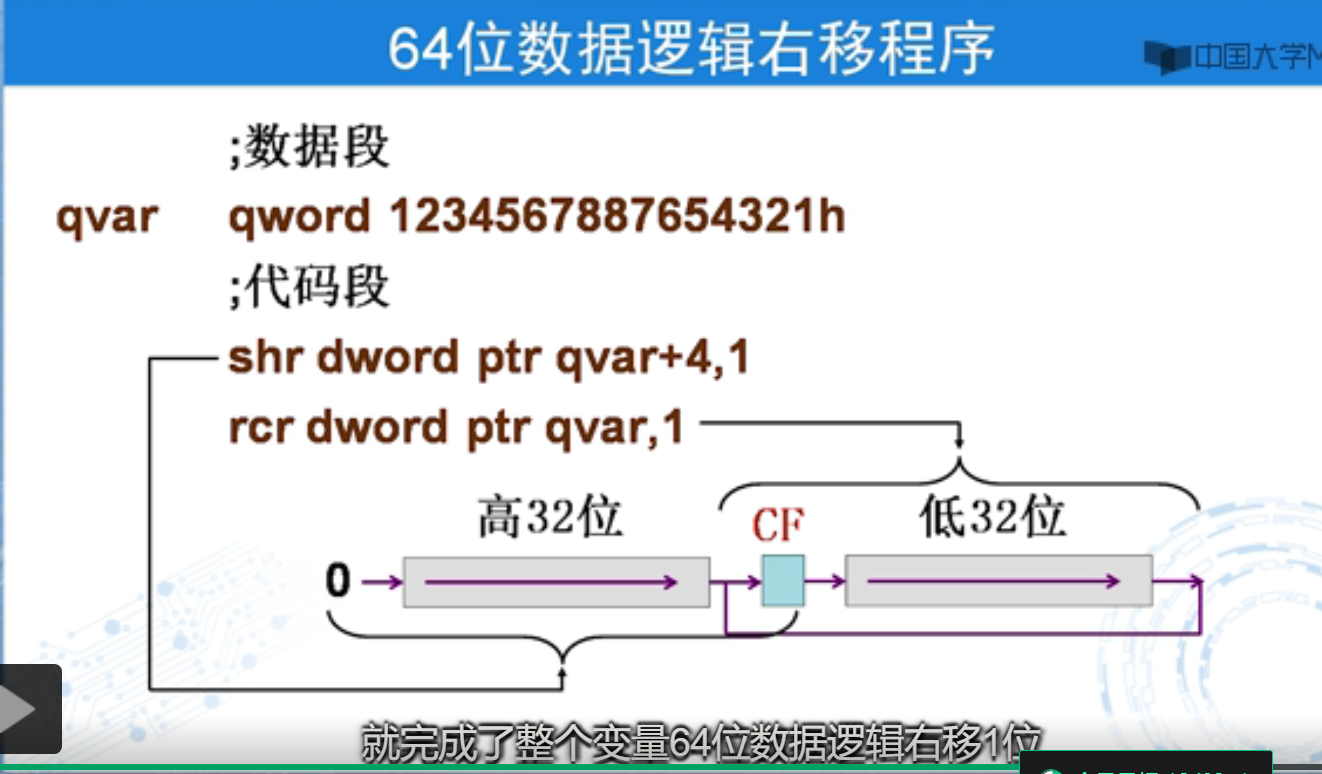 64位数据逻辑右移程序
中国大学M
;数据段
qvar qword 1234567887654321h
;代码段
shr dword ptr qvar+4,1
rcr dword ptr qvar,1
高32位
CF
低32位
0
就完成了整个变量64位数据逻辑右移1位